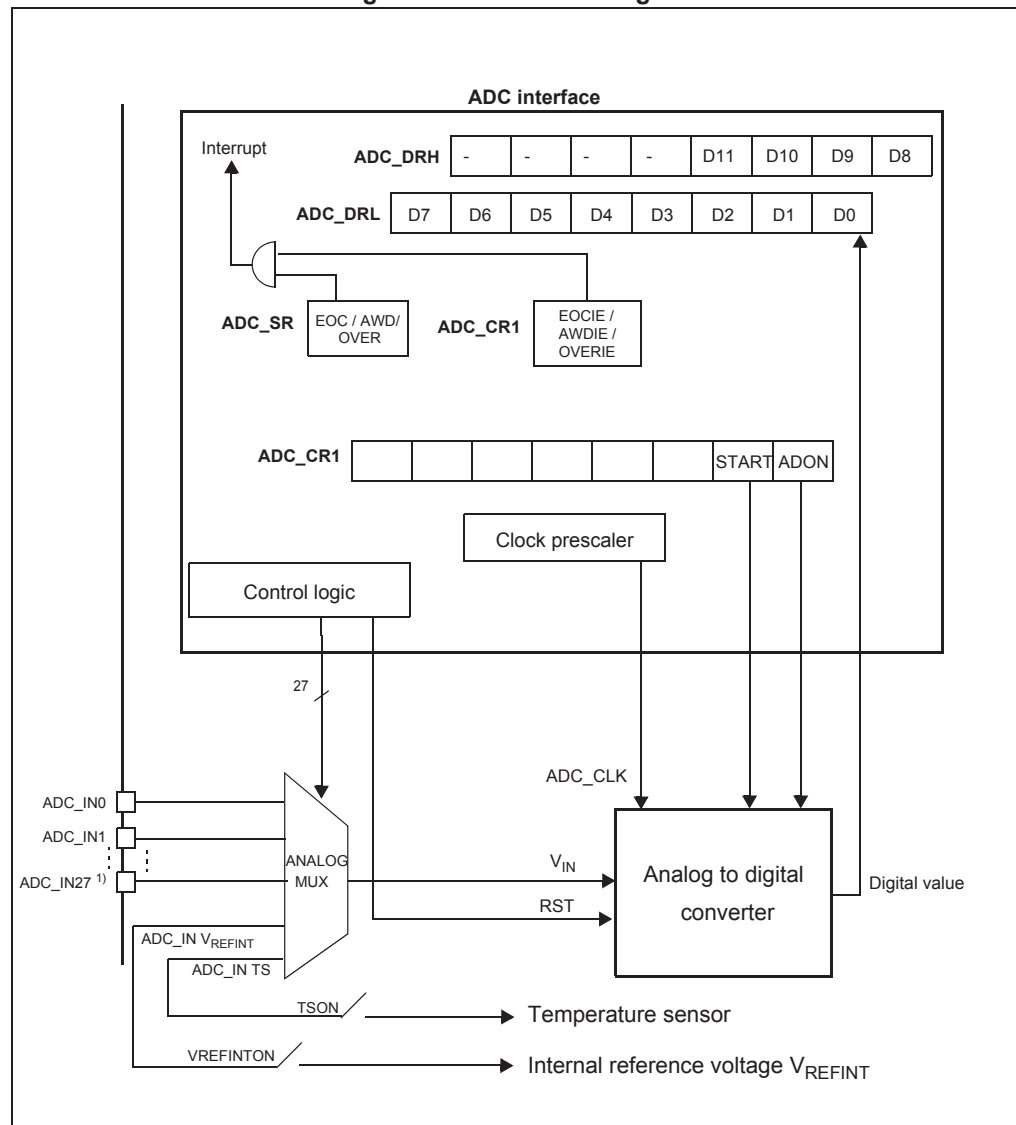 ADC interface
Interrupt
ADC_DRH - - - - D11 D10 D9 D8
ADC_DRL D7 D6 D5 D4 D3 D2 D1 D0
ADC_SR
EOC / AWD/
OVER
ADC_CR1
EOCIE /
AWDIE /
OVERIE
ADC_CR1 START ADON
Clock prescaler
Control logic
27
ADC_CLK
ADC_IN0
ADC_IN1
ADC_IN27 1)
ANALOG
MUX
VIN
RST
Analog to digital
converter
Digital value
ADC_IN VREFINT
ADC_IN TS
TSON
Temperature sensor
VREFINTON
Internal reference voltage VREFINT